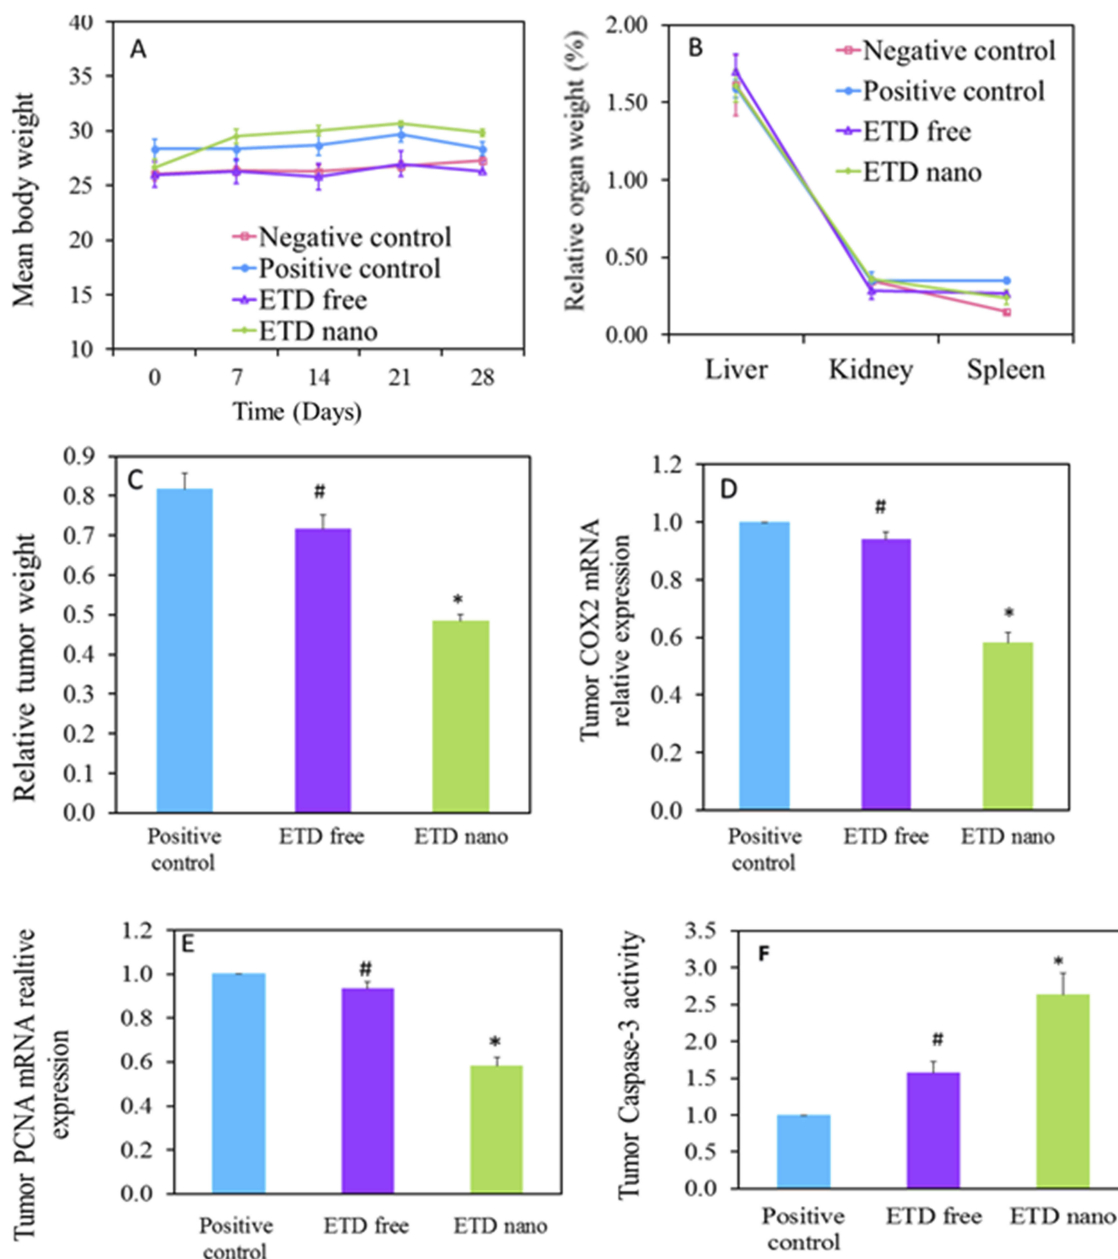 A
Mean body weight
40
35
30
25
20
15
10
Negative control
Positive control
ETD free
ETD nano
0 7 14 21 28
Time (Days)
B
Relative organ weight (%)
2.00
1.50
1.00
0.50
0.00
Negative control
Positive control
ETD free
ETD nano
Liver Kidney Spleen
C
Relative tumor weight
0.9
0.8
0.7
0.6
0.5
0.4
0.3
0.2
0.1
0.0
#
*
Positive
control
ETD free
ETD nano
D
Tumor COX2 mRNA
relative expression
1.2
1.0
0.8
0.6
0.4
0.2
0.0
#
*
Positive
control
ETD free
ETD nano
E
Tumor PCNA mRNA realtive
expression
1.2
1.0
0.8
0.6
0.4
0.2
0.0
#
*
Positive
control
ETD free
ETD nano
F
Tumor Caspase-3 activity
3.5
3.0
2.5
2.0
1.5
1.0
0.5
0.0
#
*
Positive
control
ETD free
ETD nano